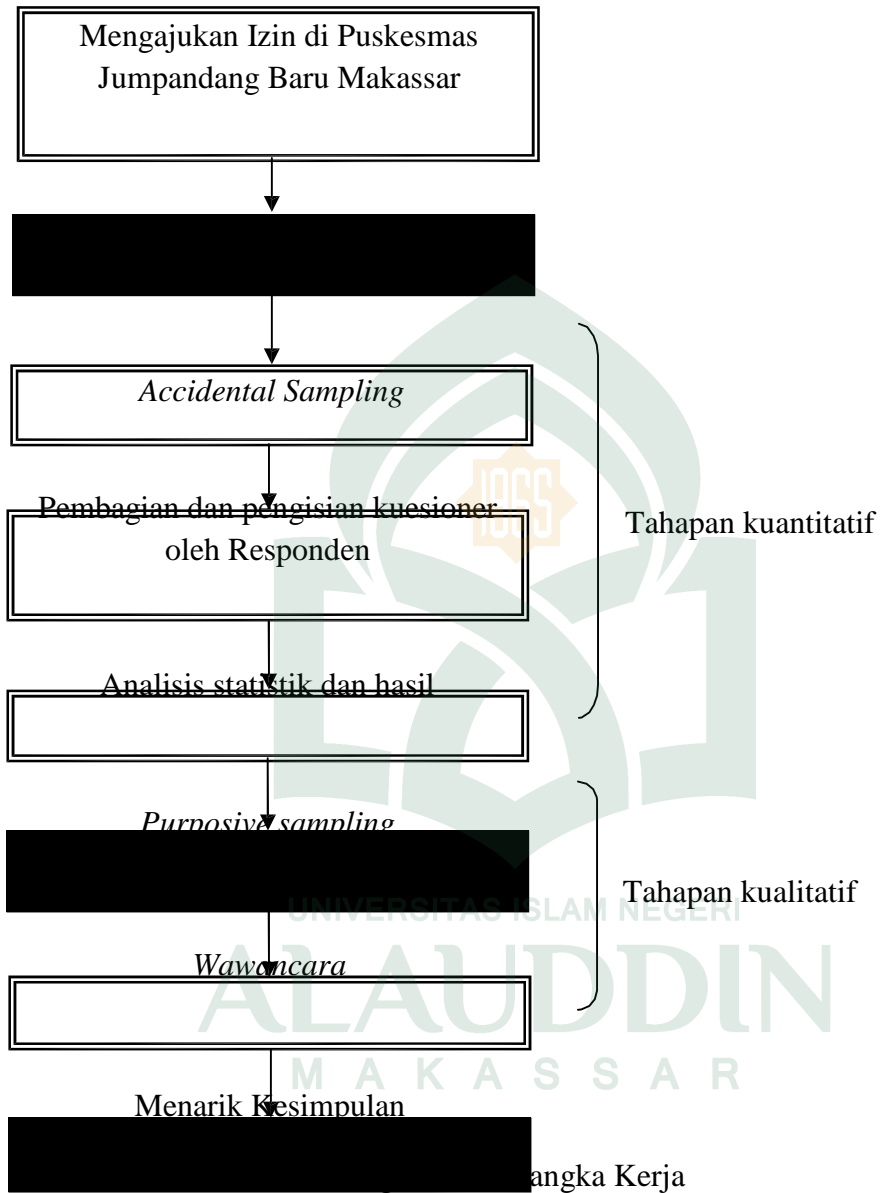 Mengajukan Izin di Puskesmas
Jumpandang Baru Makassar
Accidental Sampling
Pembagian dan pengisian kuesioner
oleh Responden
Tahapan kuantitatif
Analisis statistik dan hasil
Purposive sampling
Tahapan kualitatif
UNIVERSITAS ISLAM NEGERI
Wawancara
ALAUDDIN
MAKASSAR
Menarik Kesimpulan
angka Kerja